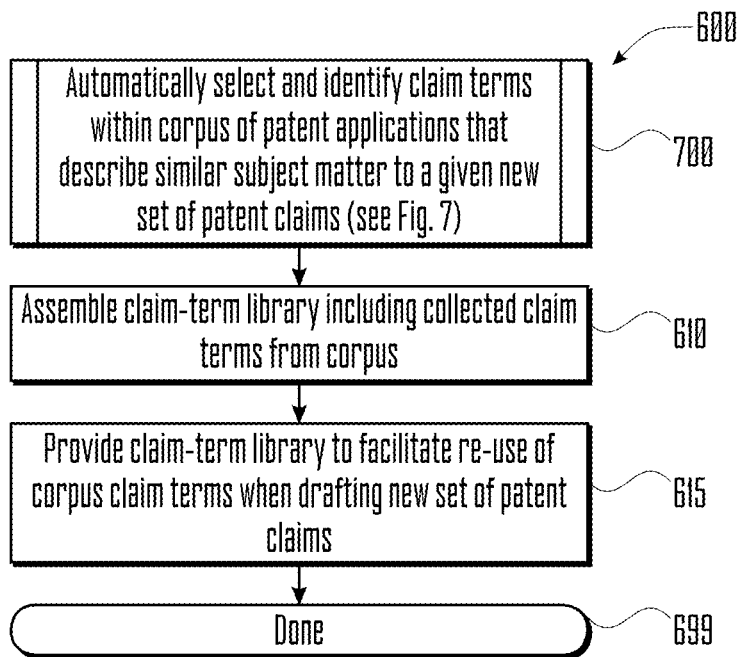 600
Automatically select and identify claim terms
within corpus of patent applications that
describe similar subject matter to a given new
set of patent claims (see Fig. 7)
700
Assemble claim-term library including collected claim
terms from corpus
610
Provide claim-term library to facilitate re-use of
corpus claim terms when drafting new set of patent
claims
615
Done
699